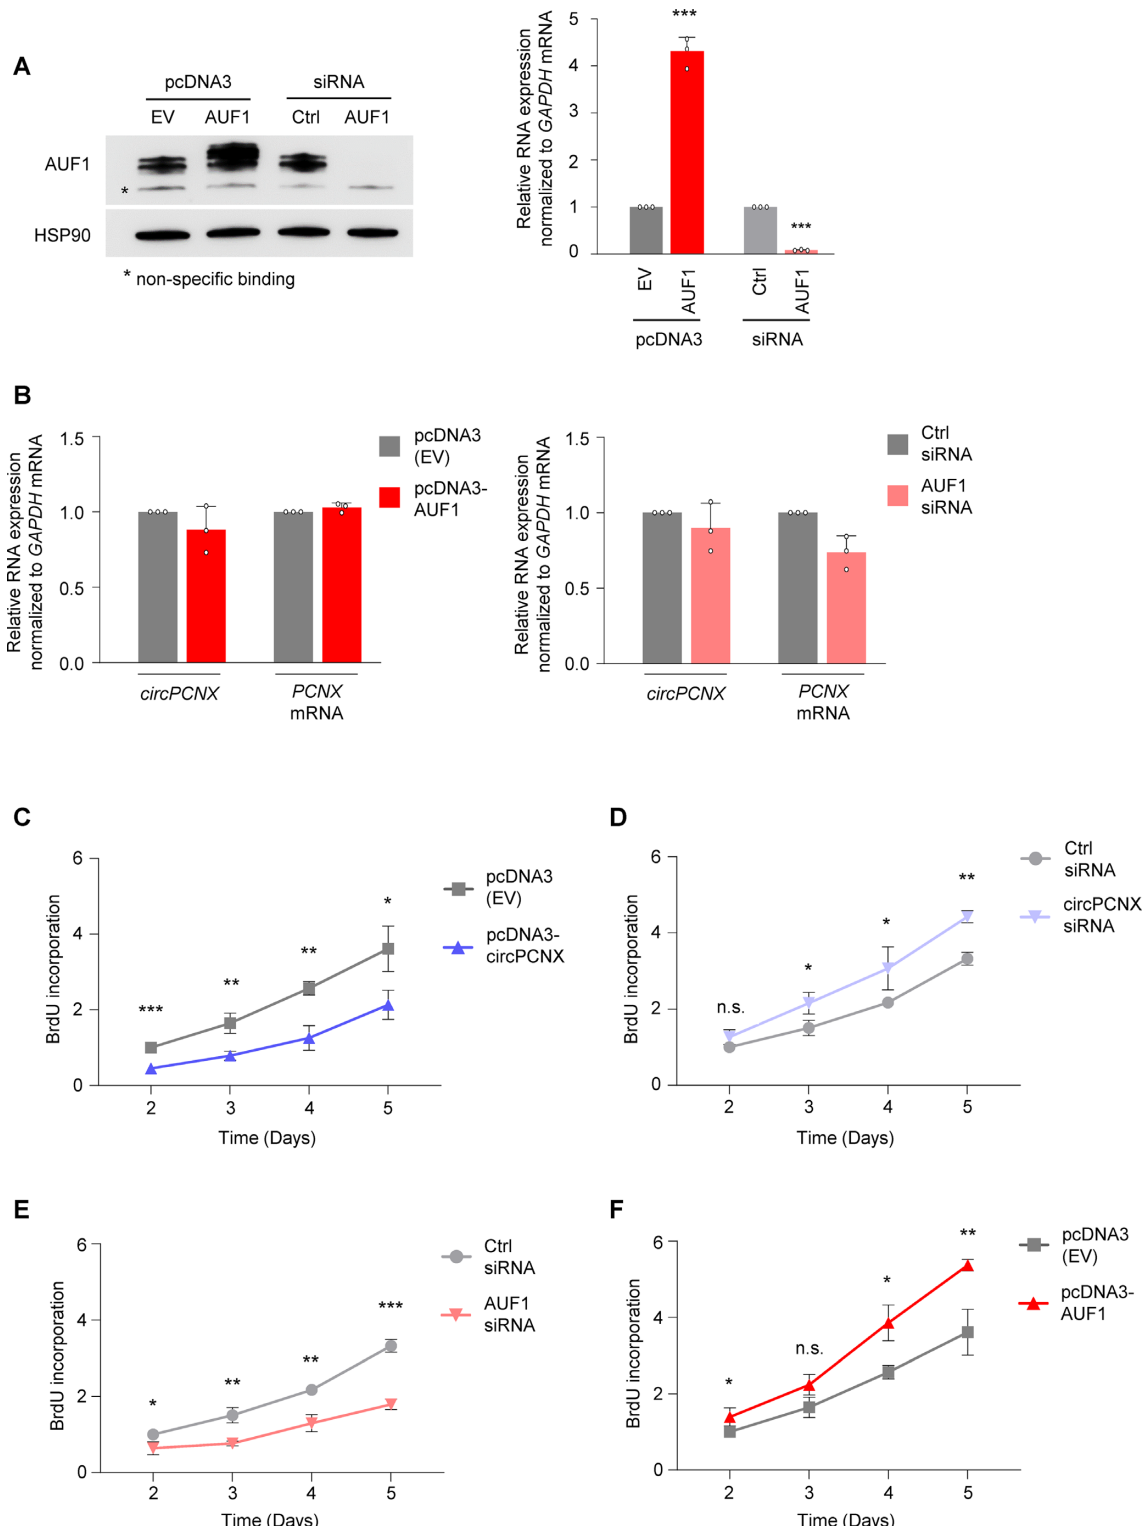 A
pcDNA3
siRNA
EV
AUF1
Ctrl
AUF1
AUF1
*
HSP90
* non-specific binding
Relative RNA expression
normalized to GAPDH mRNA
5
4
3
2
1
0
***
***
EV
AUF1
Ctrl
AUF1
pcDNA3
siRNA
B
Relative RNA expression
normalized to GAPDH mRNA
1.5
1.0
0.5
0.0
pcDNA3
(EV)
pcDNA3-
AUF1
circPCNX
PCNX
mRNA
Relative RNA expression
normalized to GAPDH mRNA
1.5
1.0
0.5
0.0
Ctrl
siRNA
AUF1
siRNA
circPCNX
PCNX
mRNA
C
BrdU incorporation
6
4
2
0
***
**
**
*
pcDNA3
(EV)
pcDNA3-
circPCNX
2
3
4
5
Time (Days)
D
BrdU incorporation
6
4
2
0
n.s.
*
*
**
Ctrl
siRNA
circPCNX
siRNA
2
3
4
5
Time (Days)
E
BrdU incorporation
6
4
2
0
*
**
**
***
Ctrl
siRNA
AUF1
siRNA
2
3
4
5
Time (Days)
F
BrdU incorporation
6
4
2
0
*
n.s.
*
**
pcDNA3
(EV)
pcDNA3-
AUF1
2
3
4
5
Time (Days)